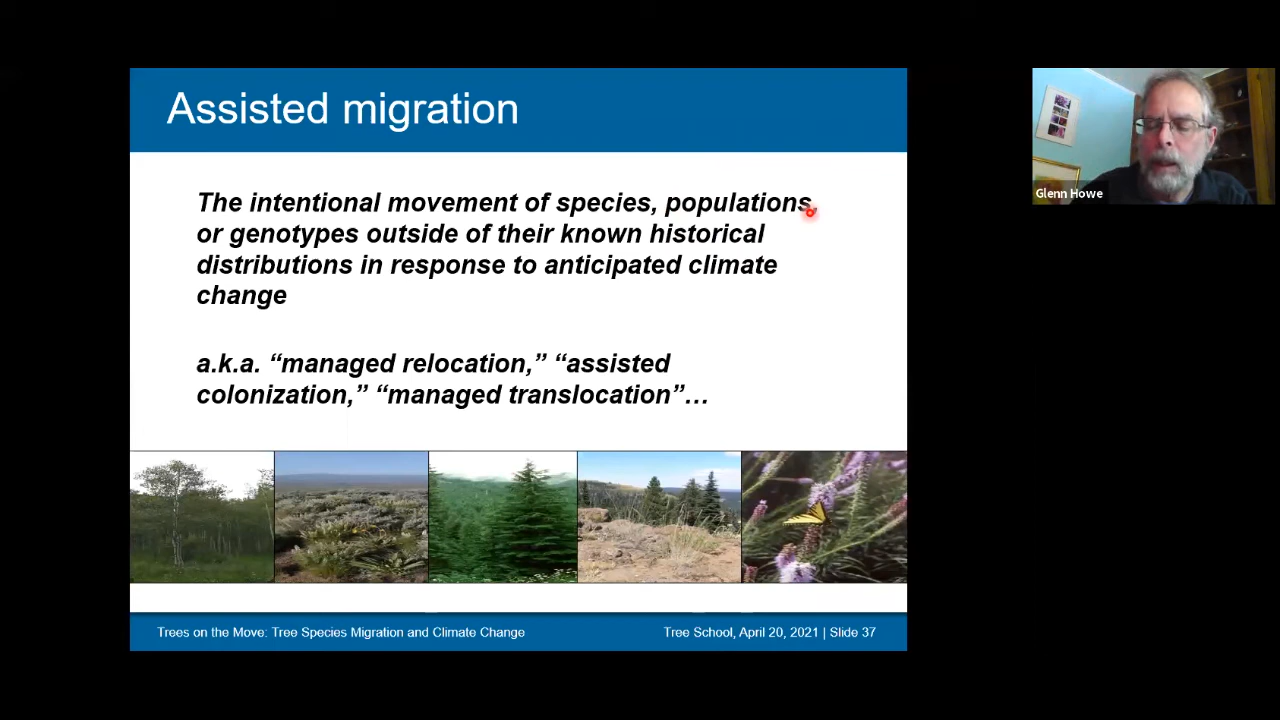 Assisted migration
The intentional movement of species, populations,
or genotypes outside of their known historical
distributions in response to anticipated climate
change
a.k.a. “managed relocation,” “assisted
colonization,” “managed translocation”…
Trees on the Move: Tree Species Migration and Climate Change
Tree School, April 20, 2021 | Slide 37
Glenn Howe